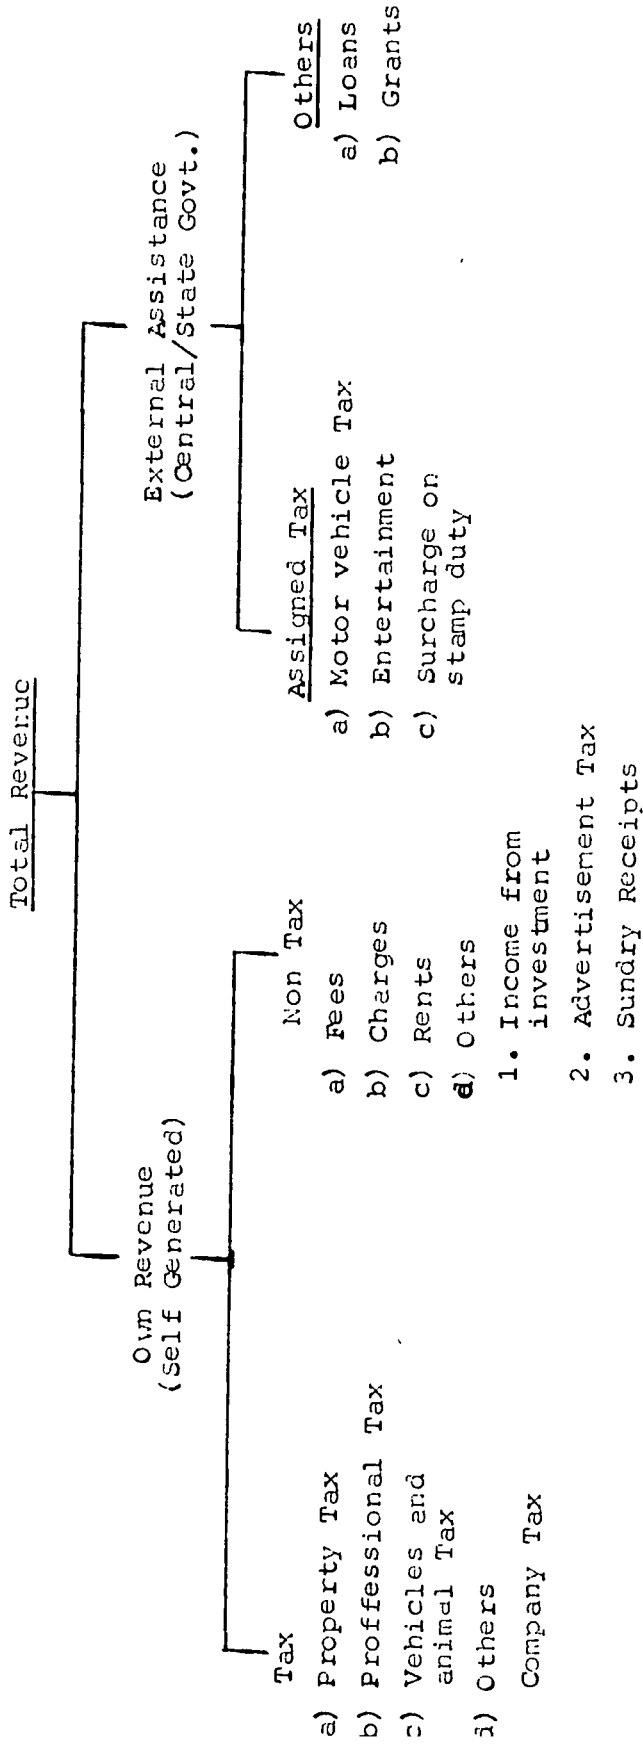 Total Revenue
Own Revenue
(Self Generated)
External Assistance
(Central/State Govt.)
Tax
a) Property Tax
b) Proffessional Tax
c) Vehicles and
animal Tax
d) Others
Company Tax
Non Tax
a) Fees
b) Charges
c) Rents
d) Others
1. Income from
investment
2. Advertisement Tax
3. Sundry Receipts
Assigned Tax
a) Motor vehicle Tax
b) Entertainment
c) Surcharge on
stamp duty
Others
a) Loans
b) Grants